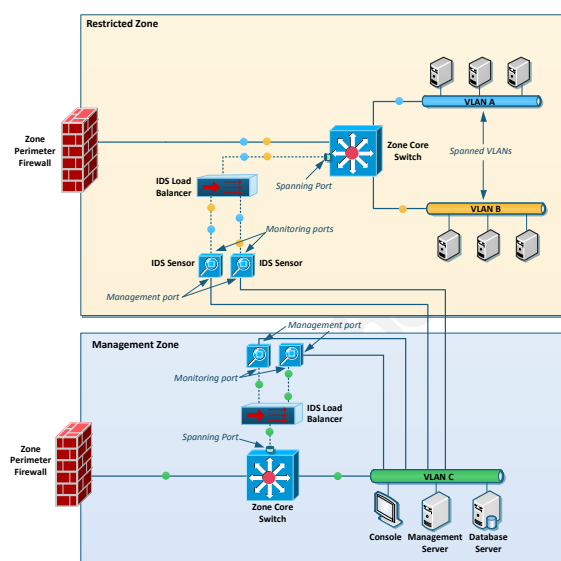 Restricted Zone
VLAN A
Zone
Perimeter
Firewall
Zone Core
Switch
Spanned VLANs
IDS Load
Balancer
Spanning Port
VLAN B
Monitoring ports
IDS Sensor
IDS Sensor
Management port
Management Zone
Management port
Monitoring port
IDS Load
Balancer
Spanning Port
Zone
Perimeter
Firewall
VLAN C
Zone Core
Switch
Console
Management
Server
Database
Server